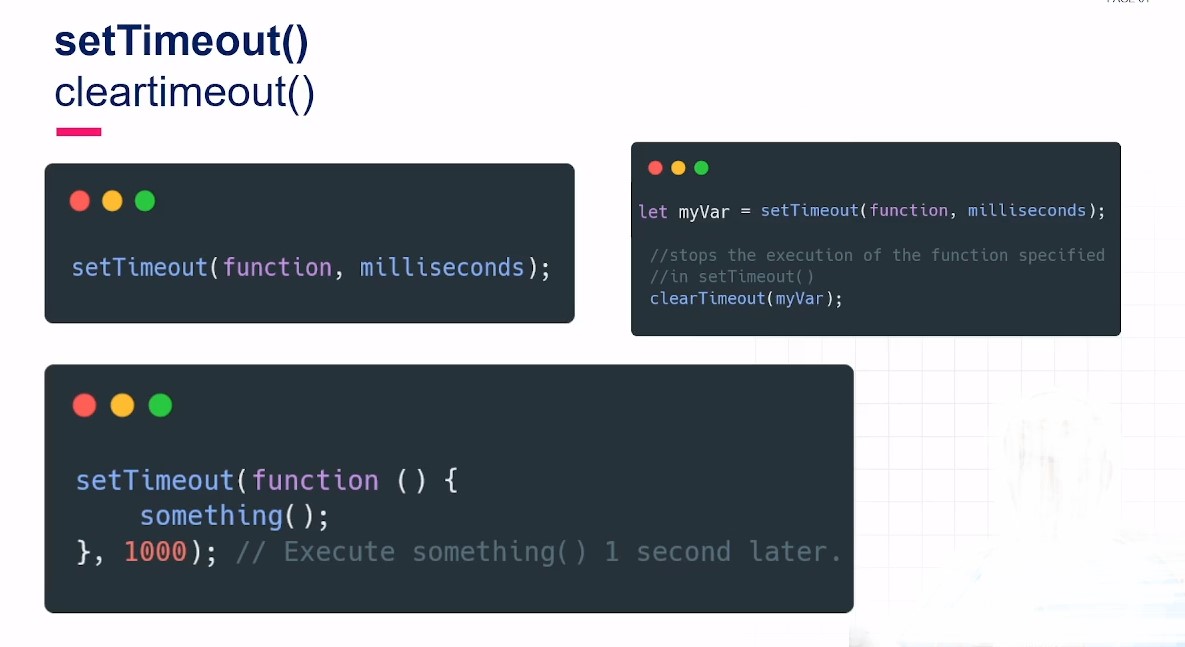 setTimeout()
cleartimeout()
setTimeout(function, milliseconds);
let myVar = setTimeout(function, milliseconds);
//stops the execution of the function specified
//in setTimeout()
clearTimeout(myVar);
setTimeout(function () {
something();
}, 1000); // Execute something() 1 second later.